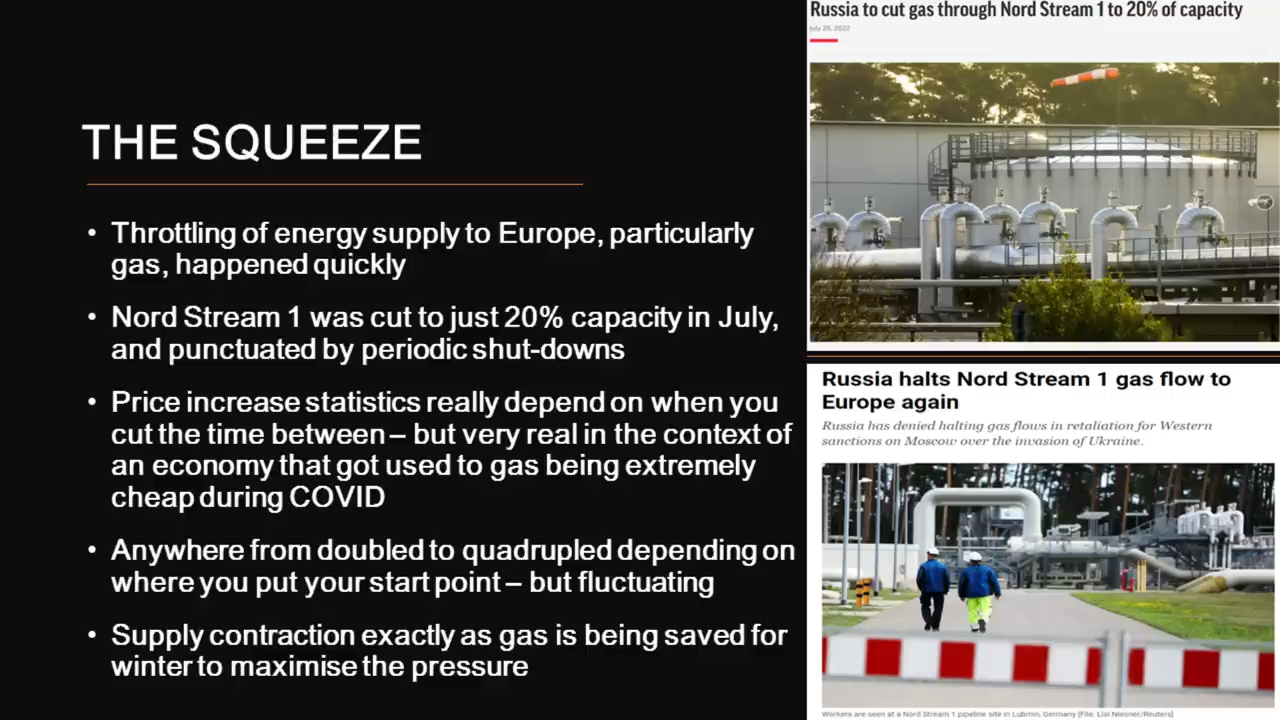 THE SQUEEZE
• Throttling of energy supply to Europe, particularly
gas, happened quickly
• Nord Stream 1 was cut to just 20% capacity in July,
and punctuated by periodic shut-downs
• Price increase statistics really depend on when you
cut the time between – but very real in the context of
an economy that got used to gas being extremely
cheap during COVID
• Anywhere from doubled to quadrupled depending on
where you put your start point – but fluctuating
• Supply contraction exactly as gas is being saved for
winter to maximise the pressure
Russia to cut gas through Nord Stream 1 to 20% of capacity
July 26, 2022
Russia halts Nord Stream 1 gas flow to
Europe again
Russia has denied halting gas flows in retaliation for Western
sanctions on Moscow over the invasion of Ukraine.
Workers are seen at a Nord Stream 1 pipeline site in Lubmin, Germany [File: Lisi Niesner/Reuters]